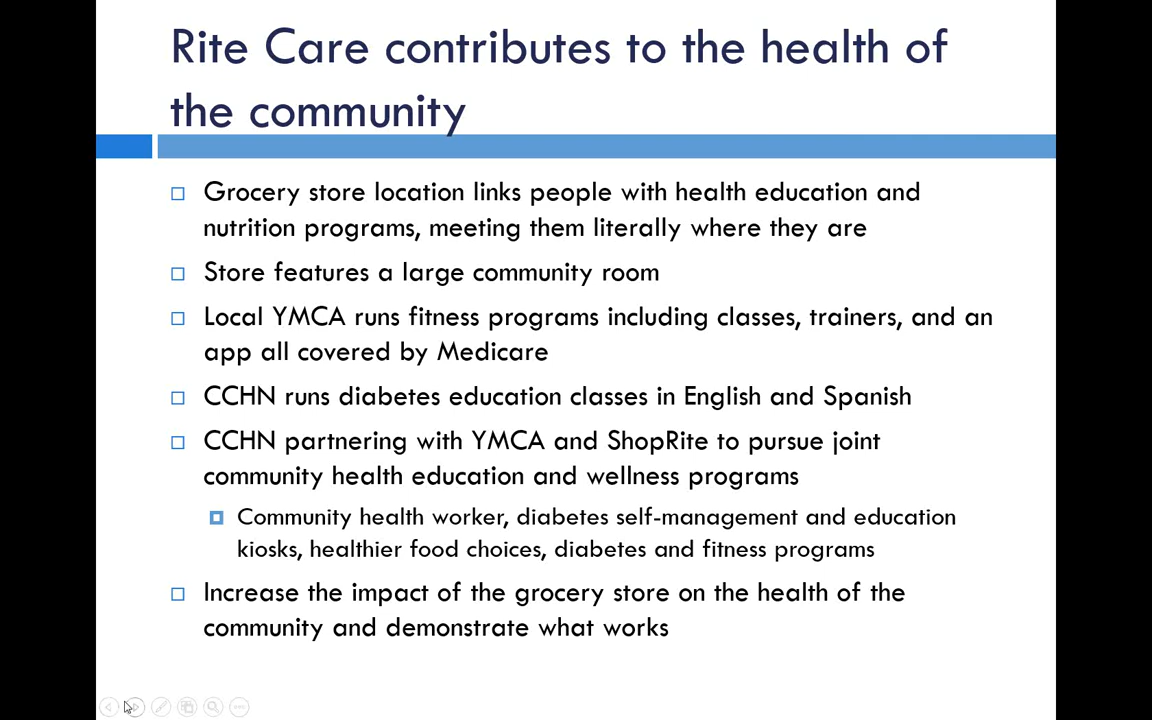 Rite Care contributes to the health of
the community
Grocery store location links people with health education and
nutrition programs, meeting them literally where they are
Store features a large community room
Local YMCA runs fitness programs including classes, trainers, and an
app all covered by Medicare
CCHN runs diabetes education classes in English and Spanish
CCHN partnering with YMCA and ShopRite to pursue joint
community health education and wellness programs
Community health worker, diabetes self-management and education
kiosks, healthier food choices, diabetes and fitness programs
Increase the impact of the grocery store on the health of the
community and demonstrate what works